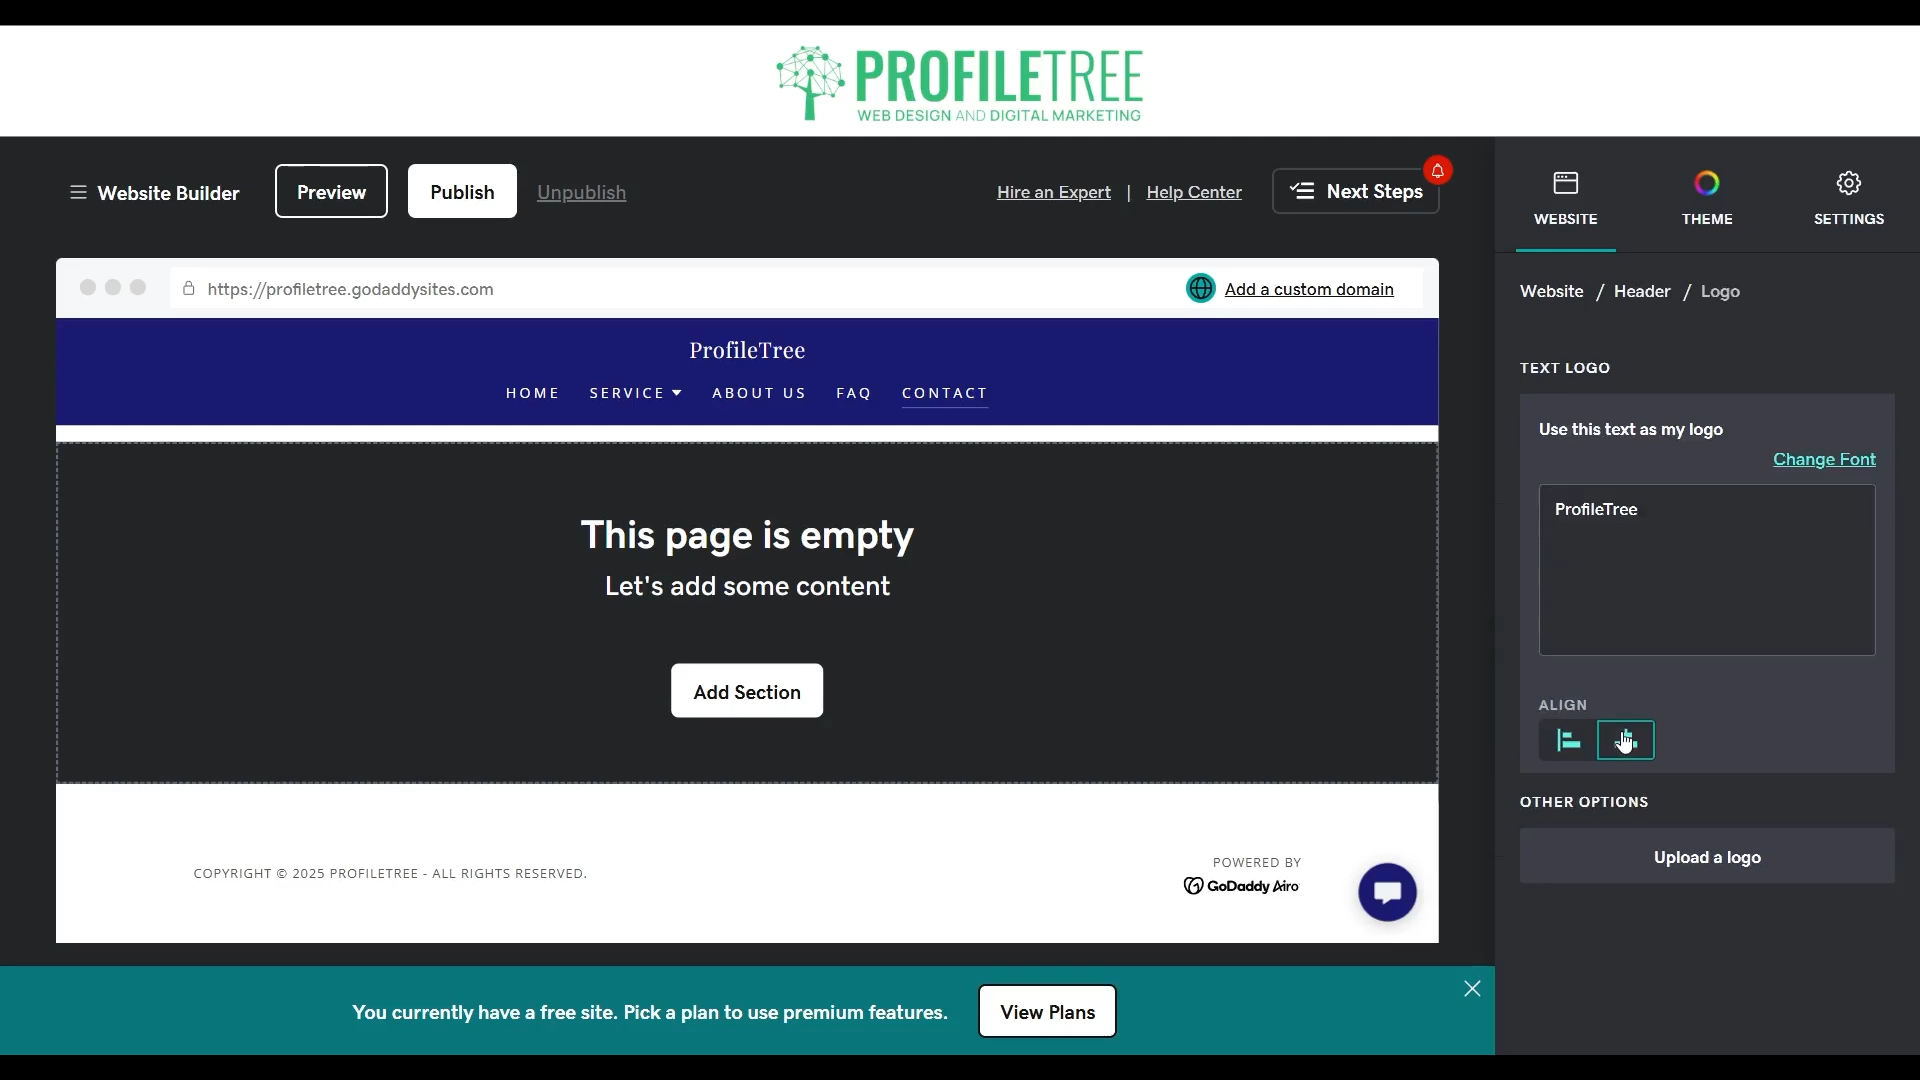 PROFILETREE
WEB DESIGN AND DIGITAL MARKETING
Website Builder
Preview
Publish
Unpublish
Hire an Expert | Help Center
Next Steps
WEBSITE
THEME
SETTINGS
https://profiletree.godaddysites.com
Add a custom domain
Website / Header / Logo
ProfileTree
HOME SERVICE ABOUT US FAQ CONTACT
TEXT LOGO
Use this text as my logo
Change Font
ProfileTree
This page is empty
Let's add some content
Add Section
ALIGN
OTHER OPTIONS
Upload a logo
COPYRIGHT © 2025 PROFILETREE - ALL RIGHTS RESERVED.
POWERED BY
GoDaddy Airo
You currently have a free site. Pick a plan to use premium features.
View Plans